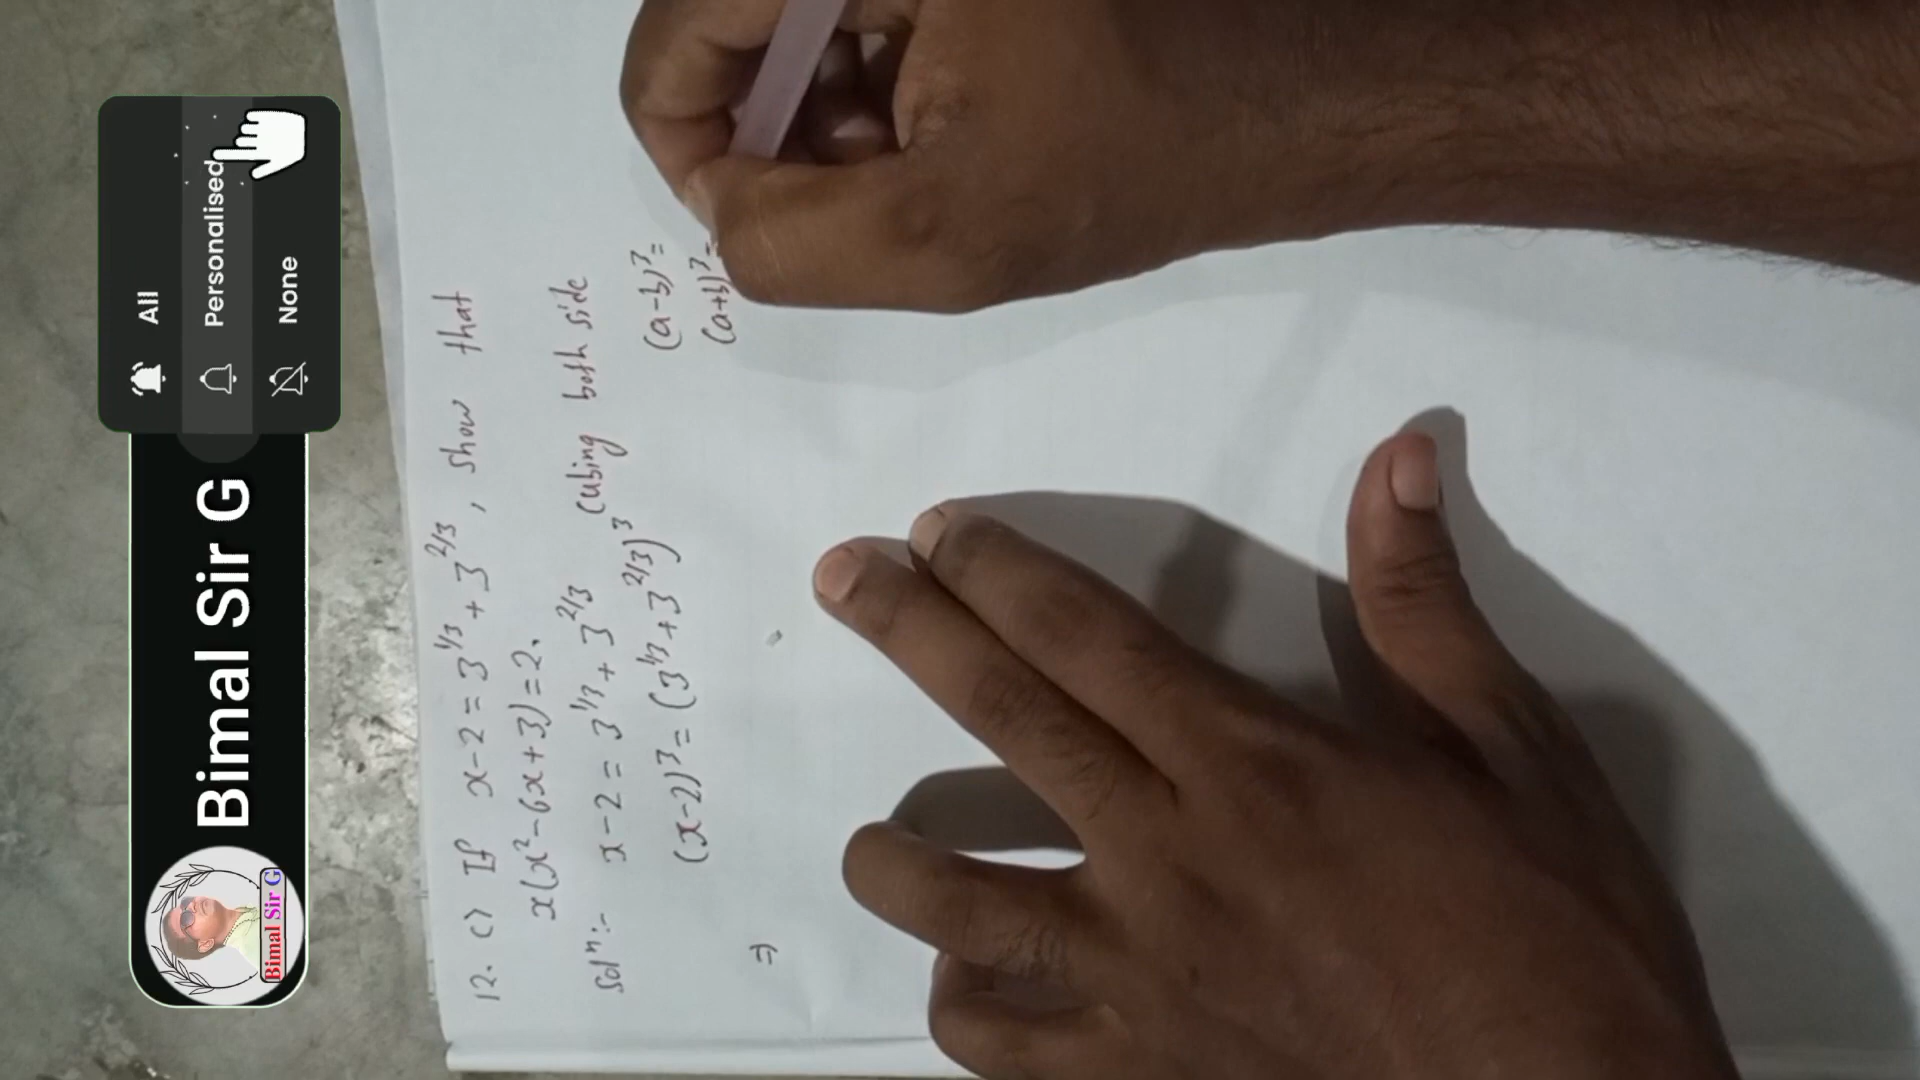 All
Personalised
None
Bimal Sir G
Bimal Sir G
12. c) If x-2 = 3^1/3 + 3^2/3, show that
x(x²-6x+3) = 2.
Solⁿ:- x-2 = 3^1/3 + 3^2/3 Cubing both side
(x-2)³ = (3^1/3 + 3^2/3)³ (a-b)³ =
(a+b)³ =
⇒